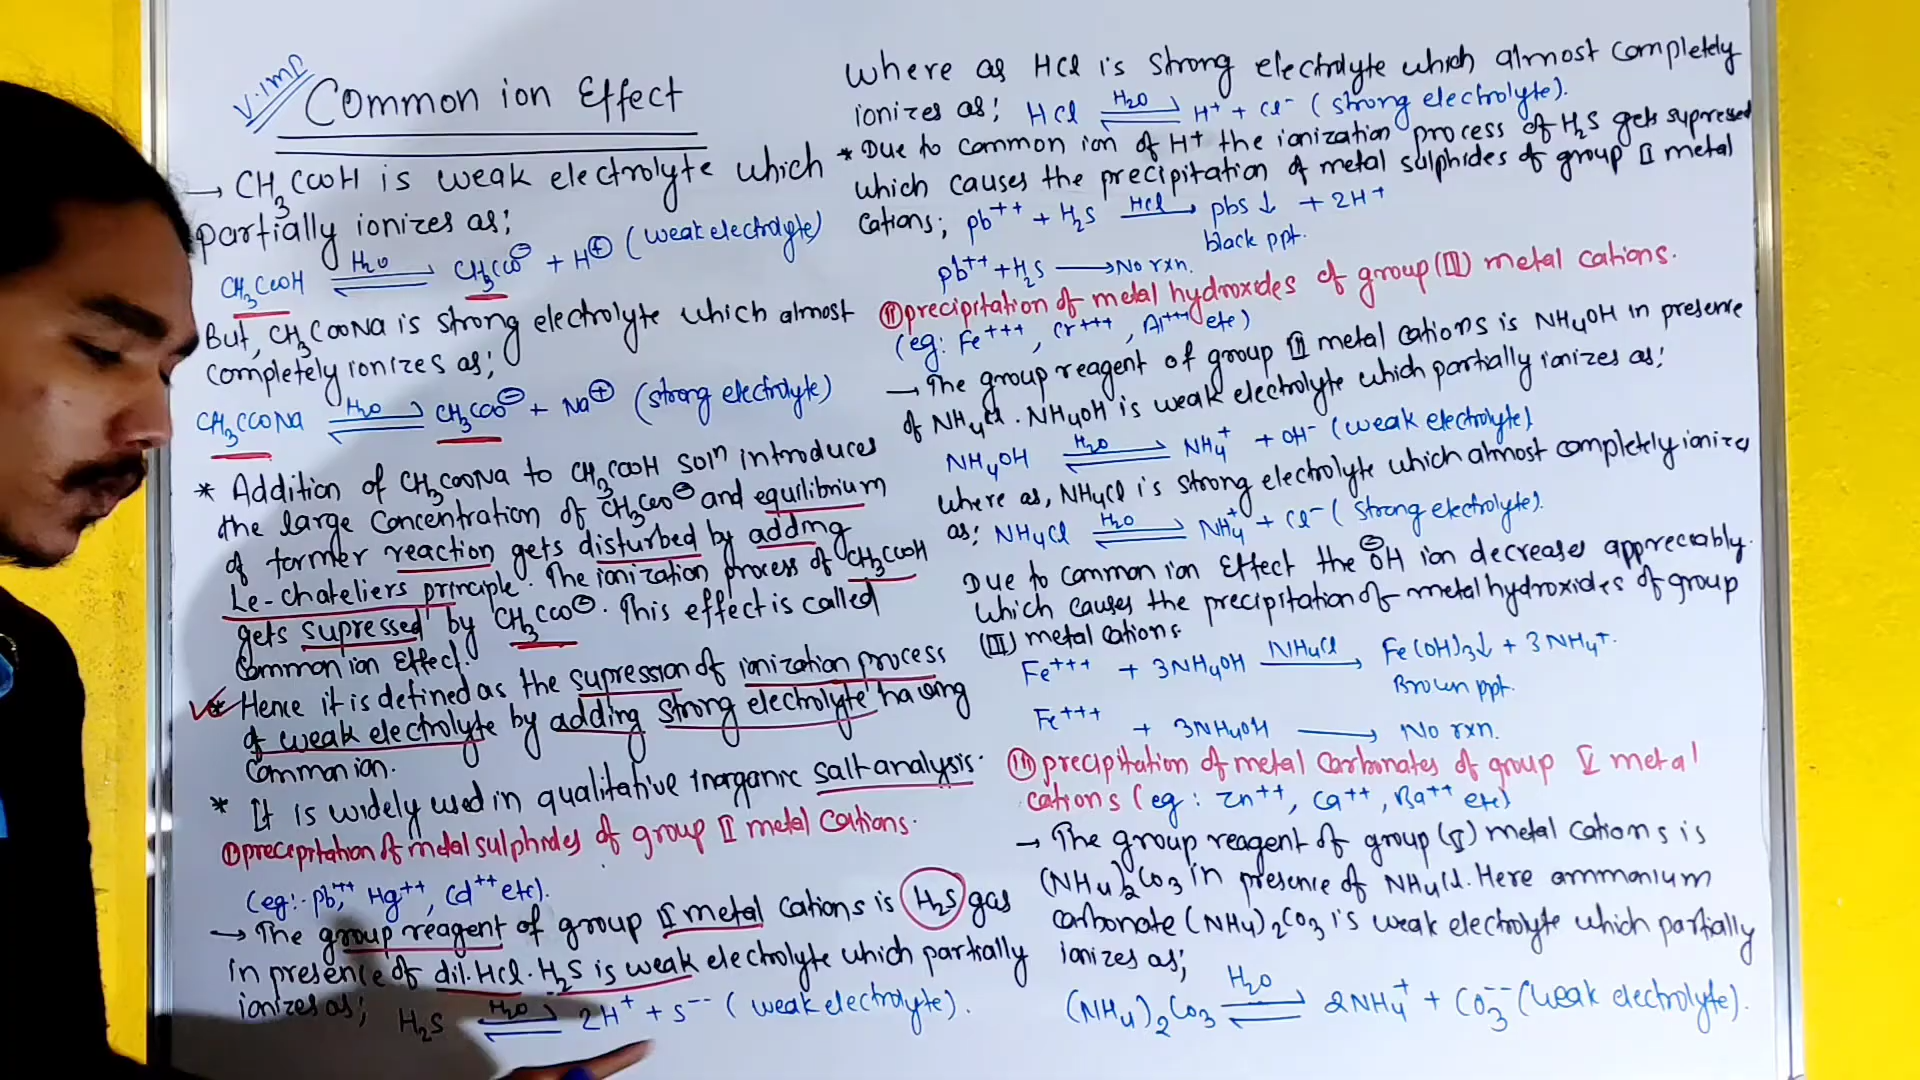 V.imp
Common ion Effect
→ CH3COOH is weak electrolyte which
partially ionizes as;
CH3COOH ⇌ H2O CH3COO⊖ + H⊕ (weak electrolyte)
But, CH3COONa is strong electrolyte which almost
completely ionizes as;
CH3COONa ⇌ H2O CH3COO⊖ + Na⊕ (strong electrolyte)
* Addition of CH3COONa to CH3COOH solⁿ introduces
the large concentration of CH3COO⊖ and equilibrium
of former reaction gets disturbed by adding
Le-chateliers principle. The ionization process of CH3COOH
gets supressed by CH3COO⊖. This effect is called
Common ion Effect.
* Hence it is defined as the supression of ionization process
of weak electrolyte by adding strong electrolyte having
Common ion.
* It is widely used in qualitative inorganic salt analysis.
(i) precipitation of metal sulphides of group II metal Cations.
(eg:- pb++, Hg++, Cd++ etc).
→ The group reagent of group II metal Cations is H2S gas
in presence of dil. HCl. H2S is weak electrolyte which partially
ionizes as;
H2S ⇌ H2O 2H+ + S-- (weak electrolyte).
Where as HCl is strong electrolyte which almost completely
ionizes as; HCl ⇌ H2O H+ + Cl- (strong electrolyte).
* Due to common ion of H+ the ionization process of H2S gets supressed
which causes the precipitation of metal sulphides of group II metal
Cations; pb++ + H2S →HCl pbs ↓ + 2H+
black ppt.
pb++ + H2S → No rxn.
(ii) precipitation of metal hydroxides of group (III) metal cations.
(eg: Fe+++, Cr+++, Al+++ etc)
→ The group reagent of group III metal Cations is NH4OH in presence
of NH4Cl. NH4OH is weak electrolyte which partially ionizes as;
NH4OH ⇌ H2O NH4+ + OH- (weak electrolyte)
where as, NH4Cl is strong electrolyte which almost completely ionizes
as; NH4Cl ⇌ H2O NH4+ + Cl- (strong electrolyte).
Due to common ion Effect the ⊖OH ion decreases appreciably.
which causes the precipitation of metal hydroxides of group
(III) metal cations.
Fe+++ + 3NH4OH →NH4Cl Fe(OH)3↓ + 3NH4+.
Brown ppt.
Fe+++ + 3NH4OH → No rxn.
(iii) precipitation of metal Carbonates of group V metal
cations (eg: Zn++, Ca++, Ba++ etc)
→ The group reagent of group (V) metal Cations is
(NH4)2CO3 in presence of NH4Cl. Here ammonium
carbonate (NH4)2CO3 is weak electrolyte which partially
ionizes as;
(NH4)2CO3 ⇌ H2O 2NH4+ + CO3-- (weak electrolyte).